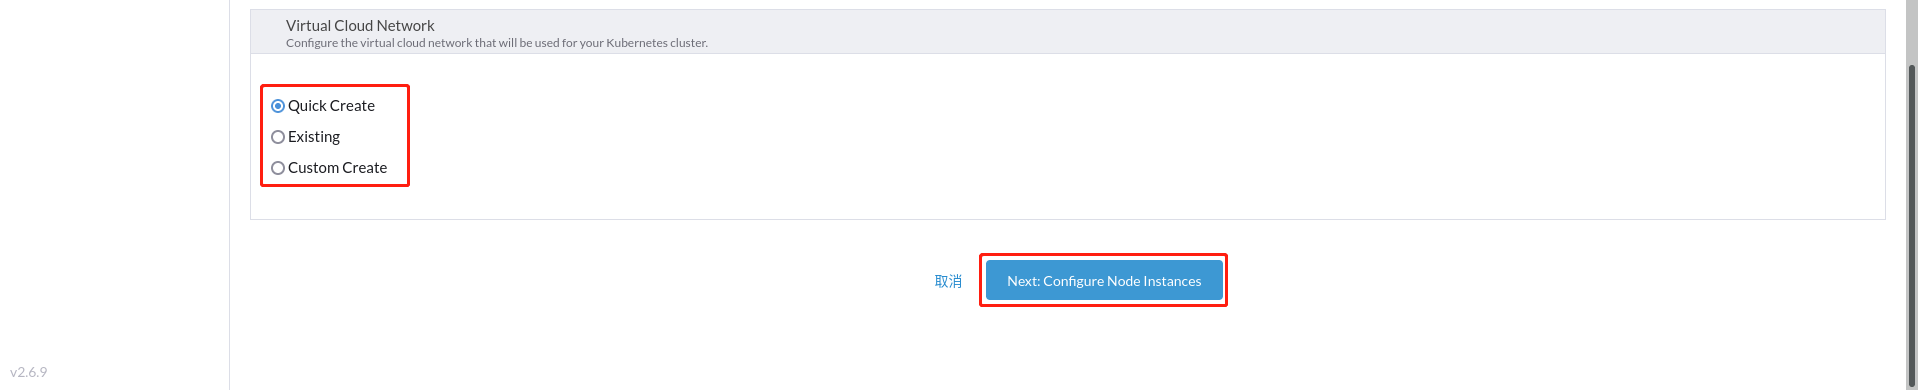 Virtual Cloud Network
Configure the virtual cloud network that will be used for your Kubernetes cluster.
Quick Create
Existing
Custom Create
取消 Next: Configure Node Instances
v2.6.9